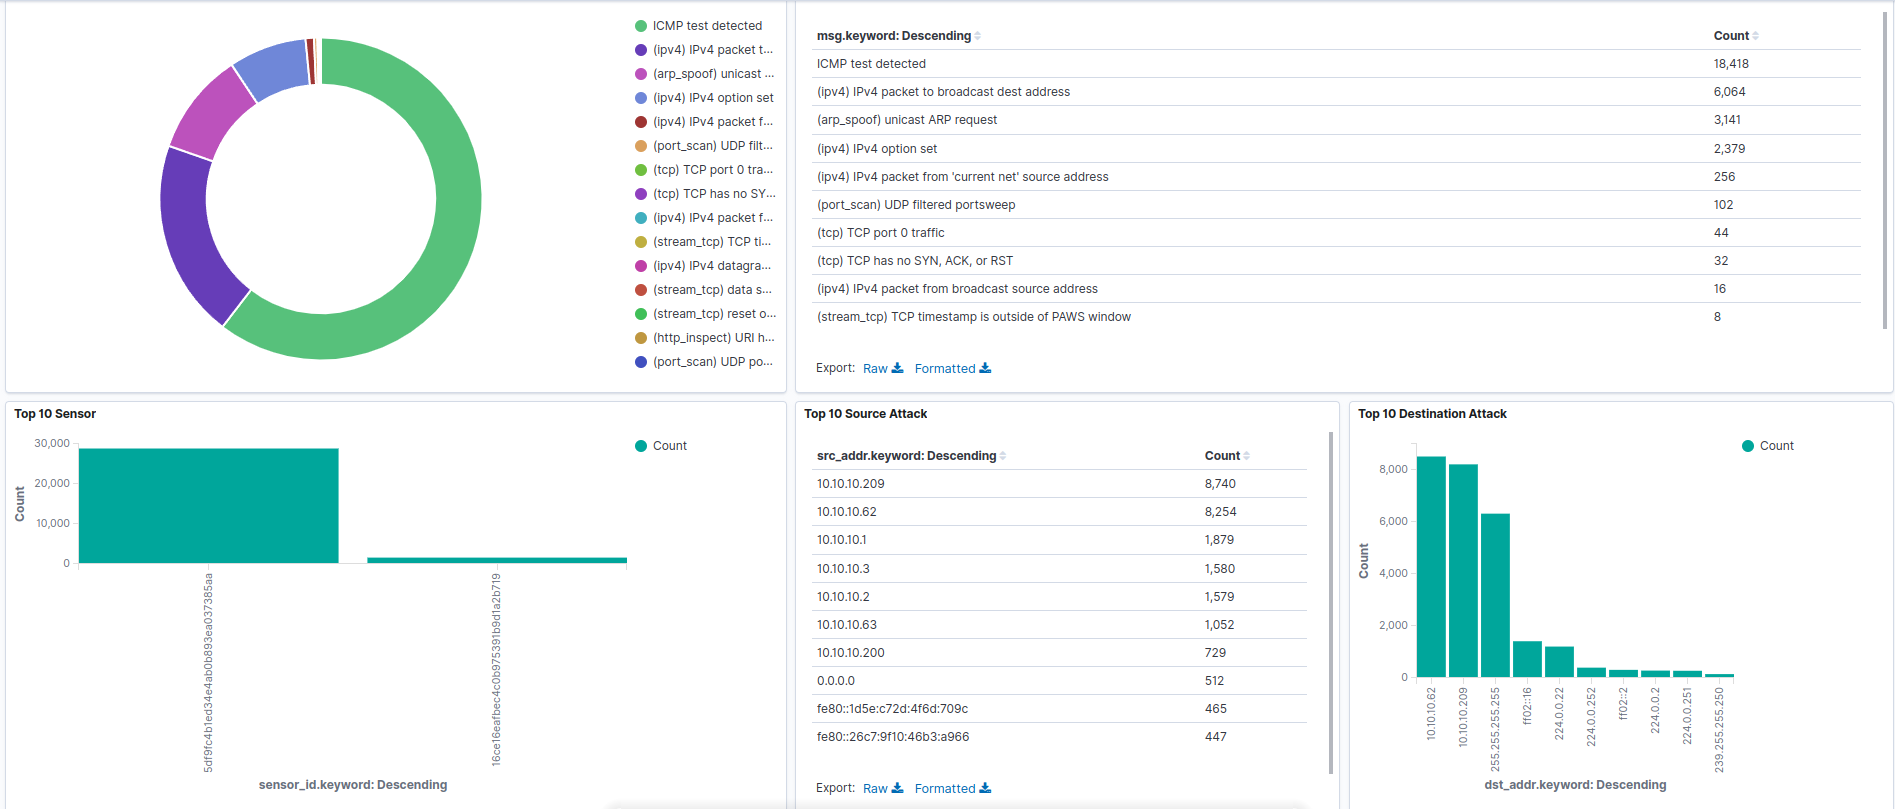 ICMP test detected
(ipv4) IPv4 packet t...
(arp_spoof) unicast ...
(ipv4) IPv4 option set
(ipv4) IPv4 packet f...
(port_scan) UDP filt...
(tcp) TCP port 0 tra...
(tcp) TCP has no SY...
(ipv4) IPv4 packet f...
(stream_tcp) TCP ti...
(ipv4) IPv4 datagra...
(stream_tcp) data s...
(stream_tcp) reset o...
(http_inspect) URI h...
(port_scan) UDP po...
msg.keyword: Descending Count
ICMP test detected 18,418
(ipv4) IPv4 packet to broadcast dest address 6,064
(arp_spoof) unicast ARP request 3,141
(ipv4) IPv4 option set 2,379
(ipv4) IPv4 packet from 'current net' source address 256
(port_scan) UDP filtered portsweep 102
(tcp) TCP port 0 traffic 44
(tcp) TCP has no SYN, ACK, or RST 32
(ipv4) IPv4 packet from broadcast source address 16
(stream_tcp) TCP timestamp is outside of PAWS window 8
Export: Raw Formatted
Top 10 Sensor
30,000
20,000
10,000
0
Count
Count
5df9fc4b1ed34e4ab0b893ea037385aa
16ce16eafbec4c0b975391b9d1a2b719
sensor_id.keyword: Descending
Top 10 Source Attack
src_addr.keyword: Descending Count
10.10.10.209 8,740
10.10.10.62 8,254
10.10.10.1 1,879
10.10.10.3 1,580
10.10.10.2 1,579
10.10.10.63 1,052
10.10.10.200 729
0.0.0.0 512
fe80::1d5e:c72d:4f6d:709c 465
fe80::26c7:9f10:46b3:a966 447
Export: Raw Formatted
Top 10 Destination Attack
8,000
6,000
4,000
2,000
0
Count
Count
10.10.10.62
10.10.10.209
255.255.255.255
ff02::16
224.0.0.22
224.0.0.252
ff02::2
224.0.0.2
224.0.0.251
239.255.255.250
dst_addr.keyword: Descending